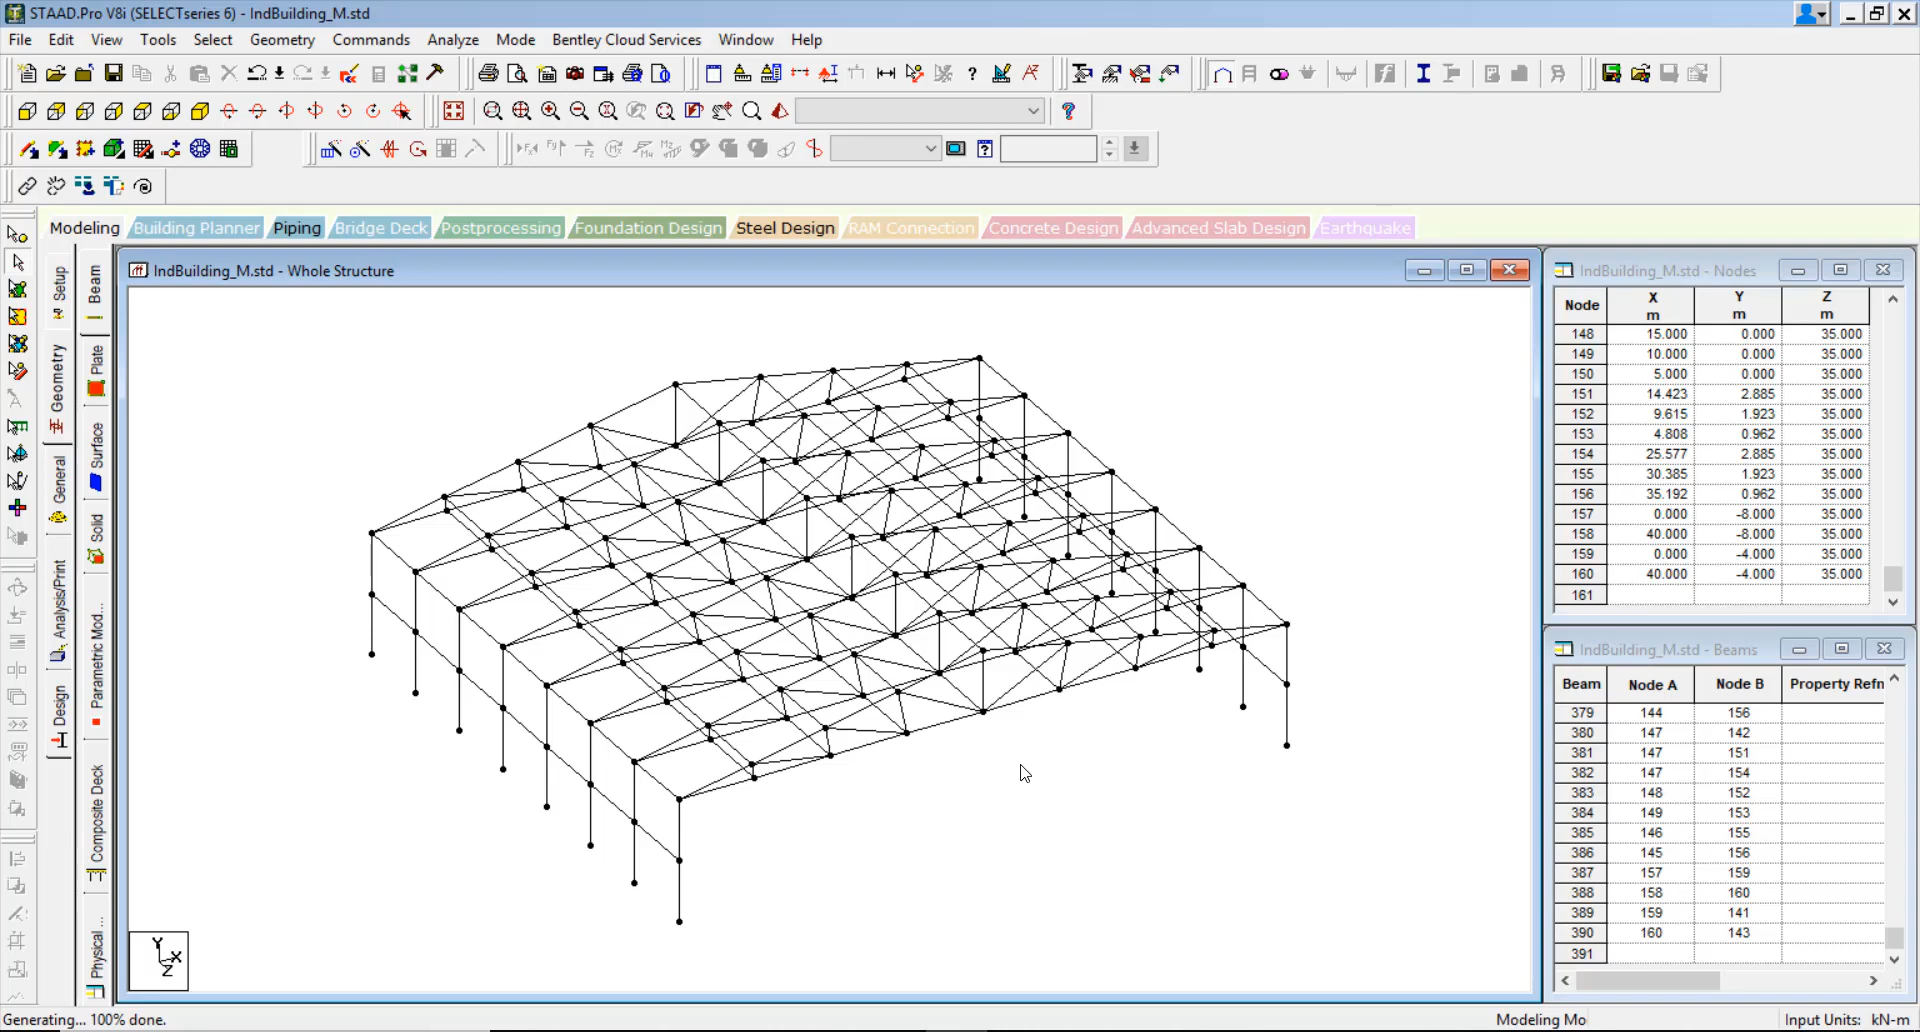 STAAD.Pro V8i (SELECTseries 6) - IndBuilding_M.std
File Edit View Tools Select Geometry Commands Analyze Mode Bentley Cloud Services Window Help
Modeling Building Planner Piping Bridge Deck Postprocessing Foundation Design Steel Design RAM Connection Concrete Design Advanced Slab Design Earthquake
Setup
Geometry
General
Analysis/Print
Design
Beam
Plate
Surface
Solid
Parametric Mod...
Composite Deck
Physical ...
IndBuilding_M.std - Whole Structure
Y
X
Z
IndBuilding_M.std - Nodes
Node X Y Z
m m m
148 15.000 0.000 35.000
149 10.000 0.000 35.000
150 5.000 0.000 35.000
151 14.423 2.885 35.000
152 9.615 1.923 35.000
153 4.808 0.962 35.000
154 25.577 2.885 35.000
155 30.385 1.923 35.000
156 35.192 0.962 35.000
157 0.000 -8.000 35.000
158 40.000 -8.000 35.000
159 0.000 -4.000 35.000
160 40.000 -4.000 35.000
161
IndBuilding_M.std - Beams
Beam Node A Node B Property Refn
379 144 156
380 147 142
381 147 151
382 147 154
383 148 152
384 149 153
385 146 155
386 145 156
387 157 159
388 158 160
389 159 141
390 160 143
391
Generating... 100% done. Modeling Mo Input Units: kN-m